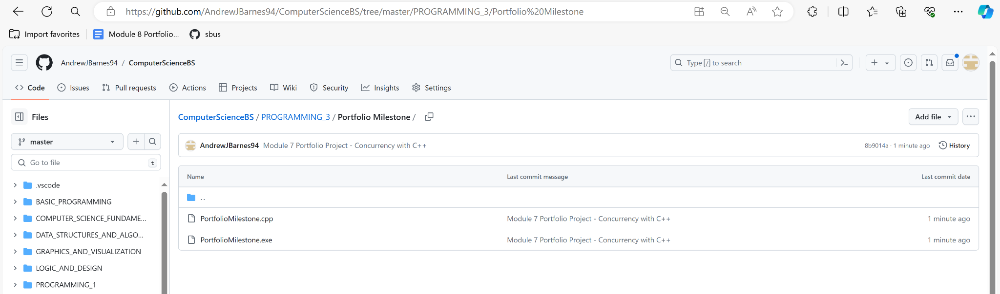 https://github.com/AndrewJBarnes94/ComputerScienceBS/tree/master/PROGRAMMING_3/Portfolio%20Milestone
Import favorites Module 8 Portfolio... sbus
AndrewJBarnes94 / ComputerScienceBS Type / to search
Code Issues Pull requests Actions Projects Wiki Security Insights Settings
Files
ComputerScienceBS / PROGRAMMING_3 / Portfolio Milestone / Add file
master
AndrewJBarnes94 Module 7 Portfolio Project - Concurrency with C++ 8b9014a · 1 minute ago History
Go to file t
Name Last commit message Last commit date
.vscode
..
BASIC_PROGRAMMING
COMPUTER_SCIENCE_FUNDAME...
PortfolioMilestone.cpp Module 7 Portfolio Project - Concurrency with C++ 1 minute ago
DATA_STRUCTURES_AND_ALGO...
PortfolioMilestone.exe Module 7 Portfolio Project - Concurrency with C++ 1 minute ago
GRAPHICS_AND_VISUALIZATION
LOGIC_AND_DESIGN
PROGRAMMING_1